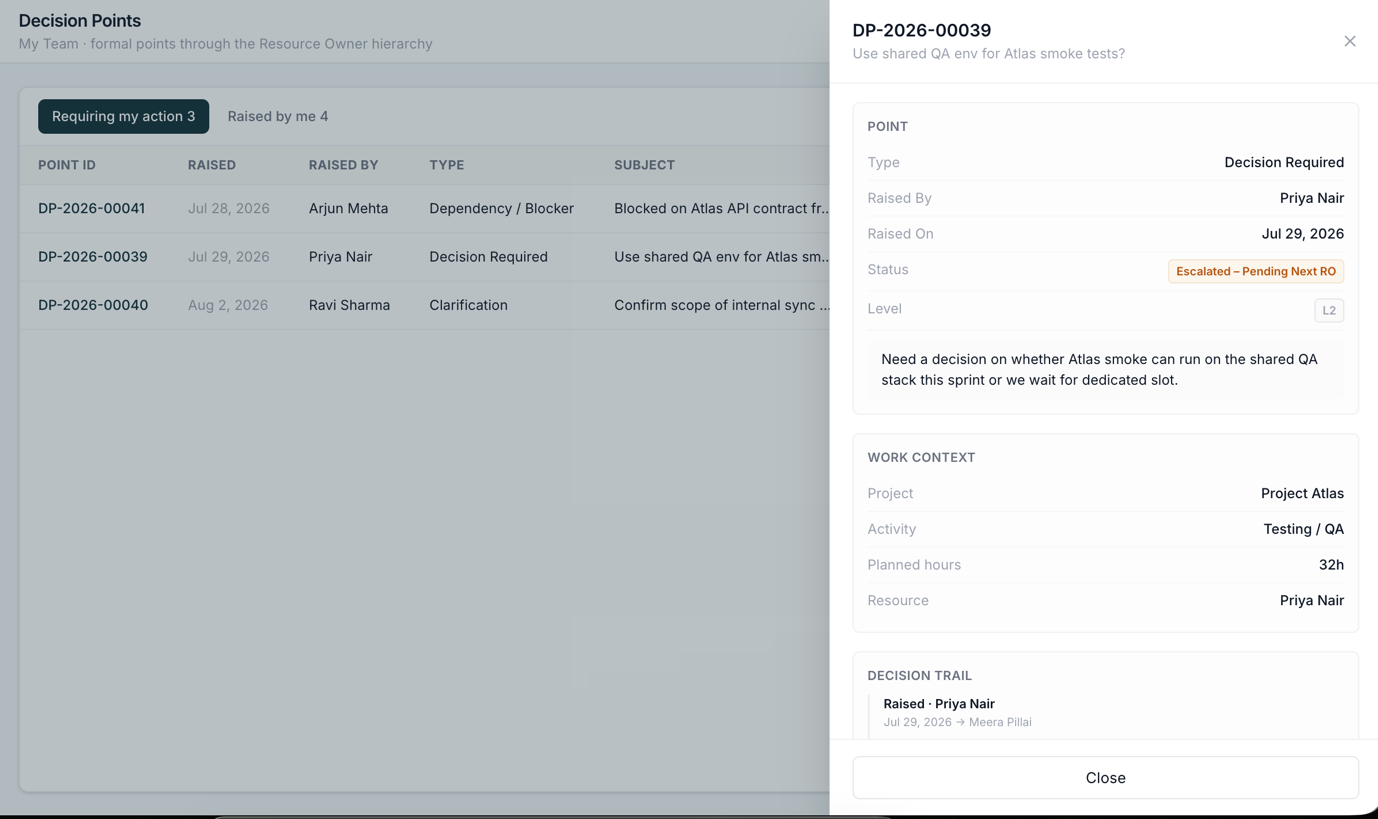 Decision Points
My Team · formal points through the Resource Owner hierarchy
Requiring my action 3
Raised by me 4
POINT ID RAISED RAISED BY TYPE SUBJECT
DP-2026-00041 Jul 28, 2026 Arjun Mehta Dependency / Blocker Blocked on Atlas API contract fr...
DP-2026-00039 Jul 29, 2026 Priya Nair Decision Required Use shared QA env for Atlas sm...
DP-2026-00040 Aug 2, 2026 Ravi Sharma Clarification Confirm scope of internal sync ...
DP-2026-00039
Use shared QA env for Atlas smoke tests?
POINT
Type Decision Required
Raised By Priya Nair
Raised On Jul 29, 2026
Status Escalated – Pending Next RO
Level L2
Need a decision on whether Atlas smoke can run on the shared QA
stack this sprint or we wait for dedicated slot.
WORK CONTEXT
Project Project Atlas
Activity Testing / QA
Planned hours 32h
Resource Priya Nair
DECISION TRAIL
Raised · Priya Nair
Jul 29, 2026 → Meera Pillai
Close